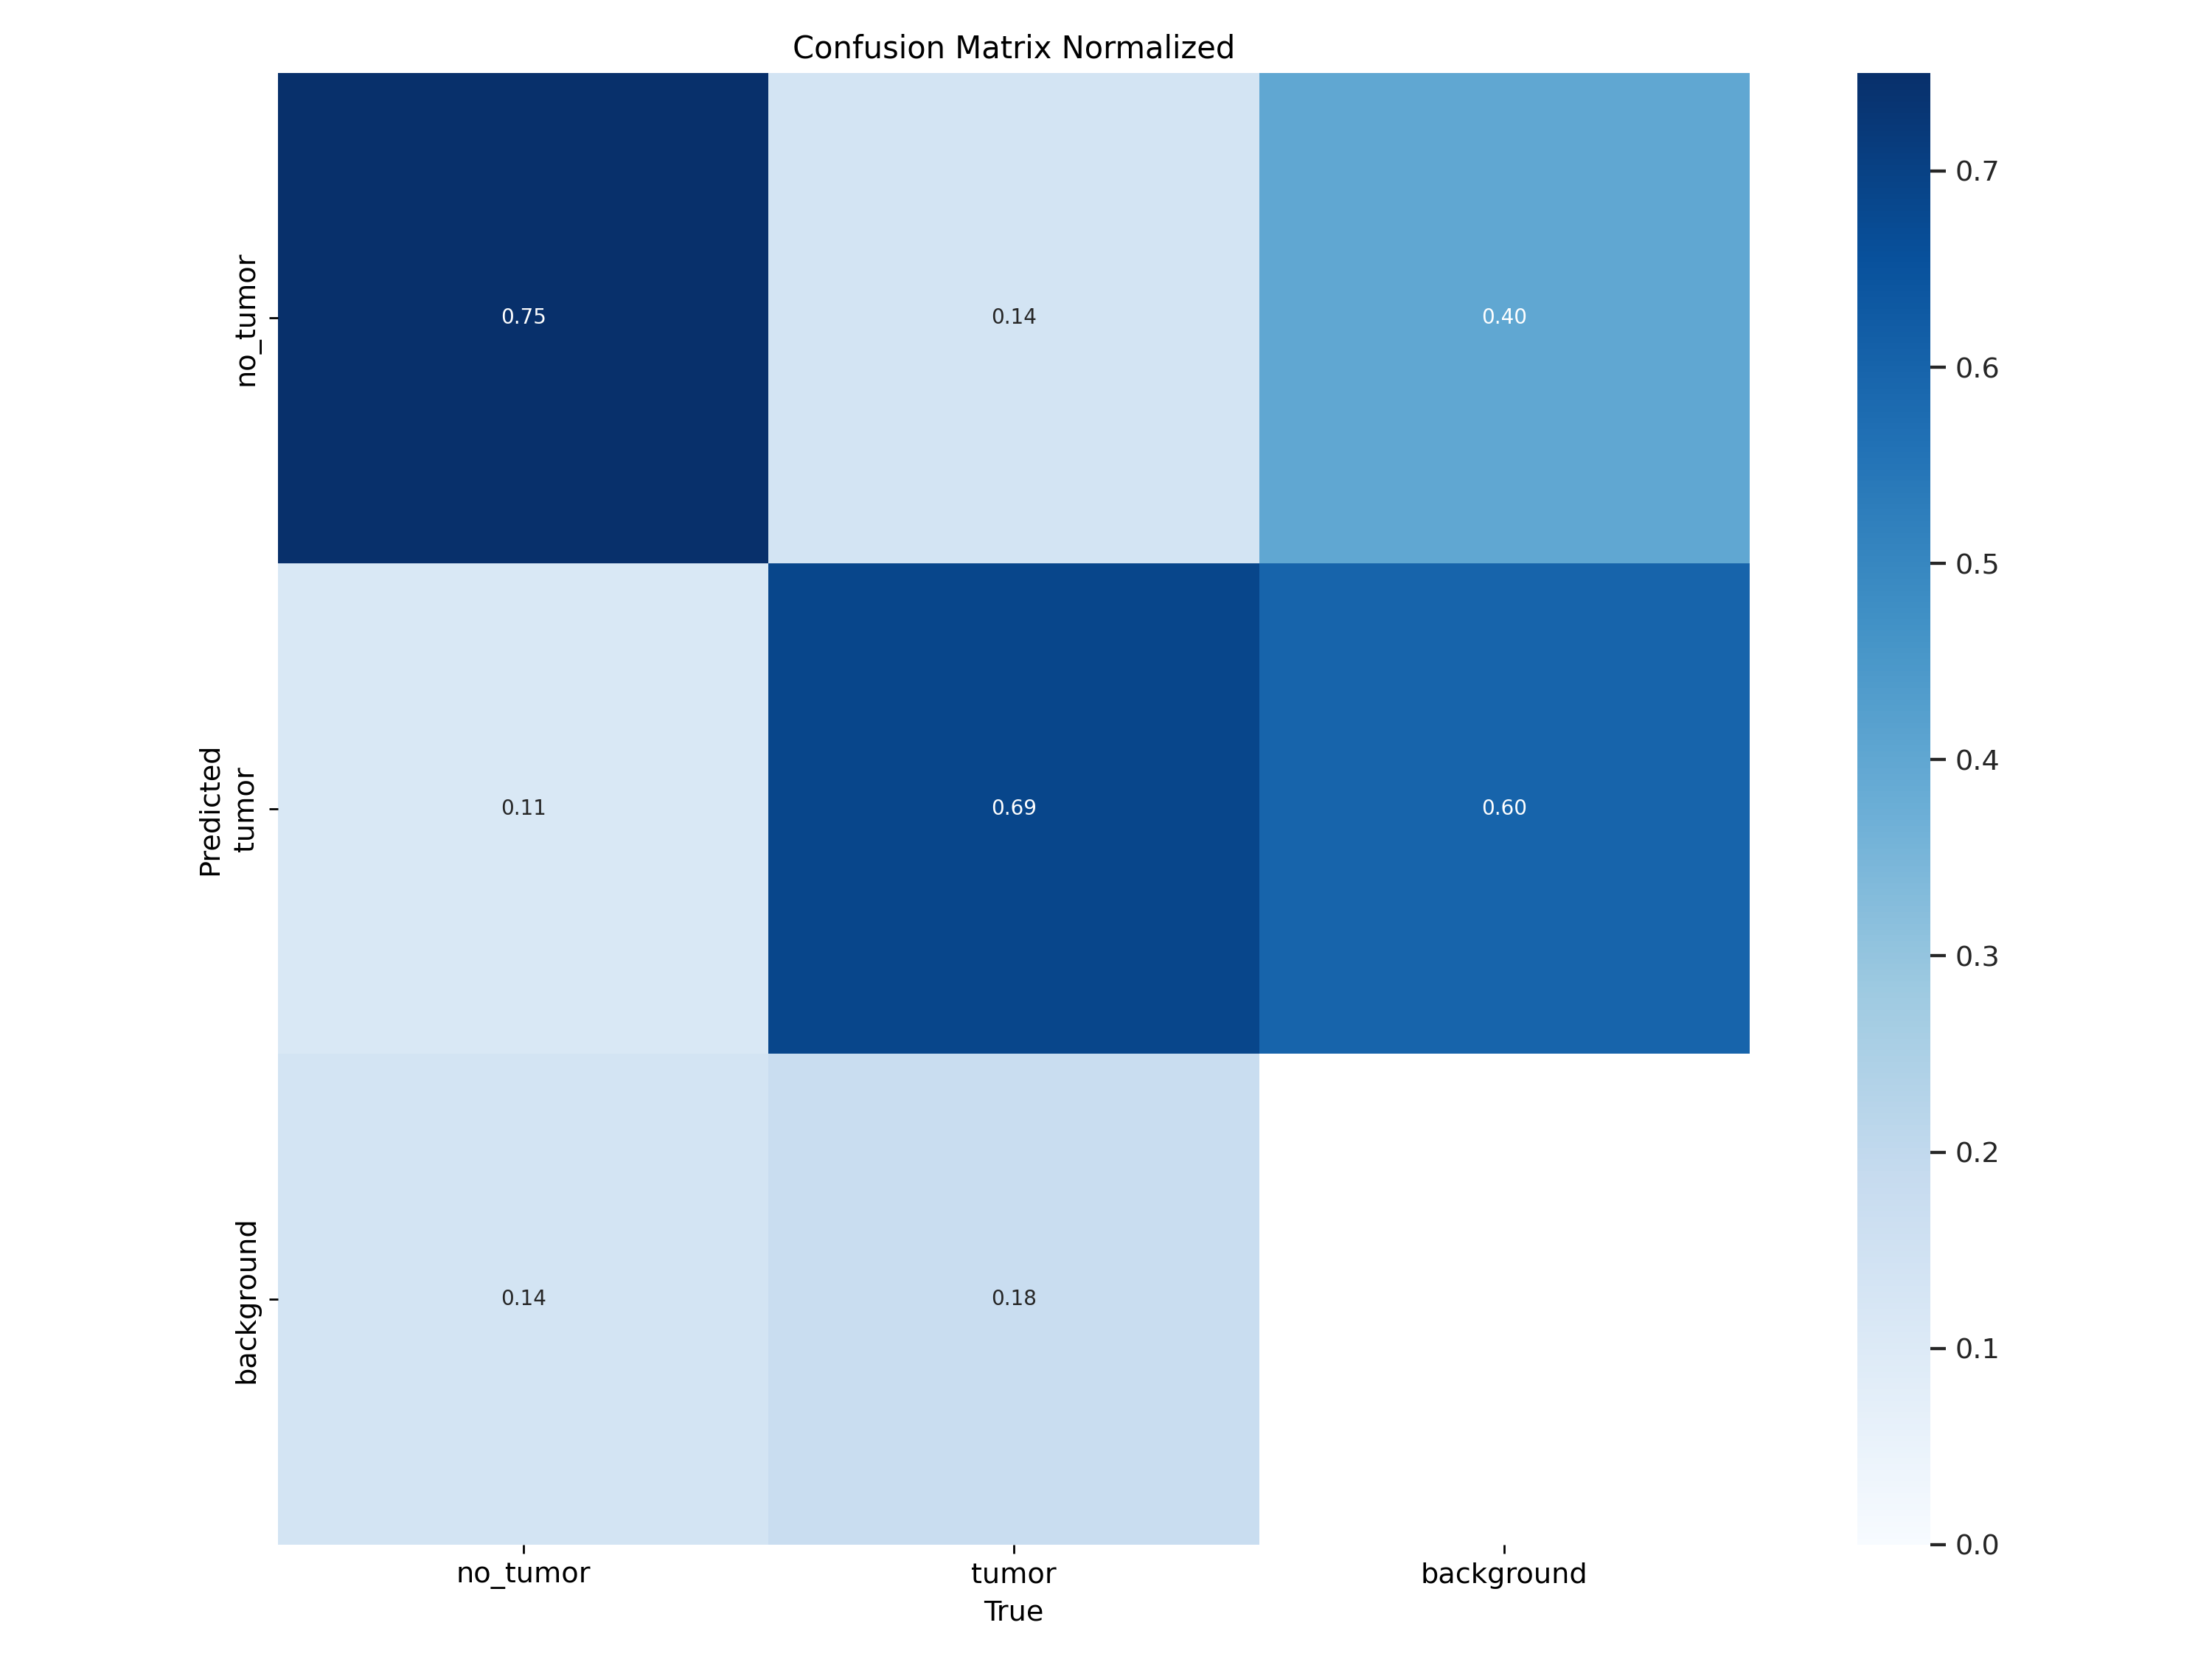 Confusion Matrix Normalized
0.75 0.14 0.40
0.11 0.69 0.60
0.14 0.18
Predicted
no_tumor
tumor
background
no_tumor tumor background
True
0.7
0.6
0.5
0.4
0.3
0.2
0.1
0.0